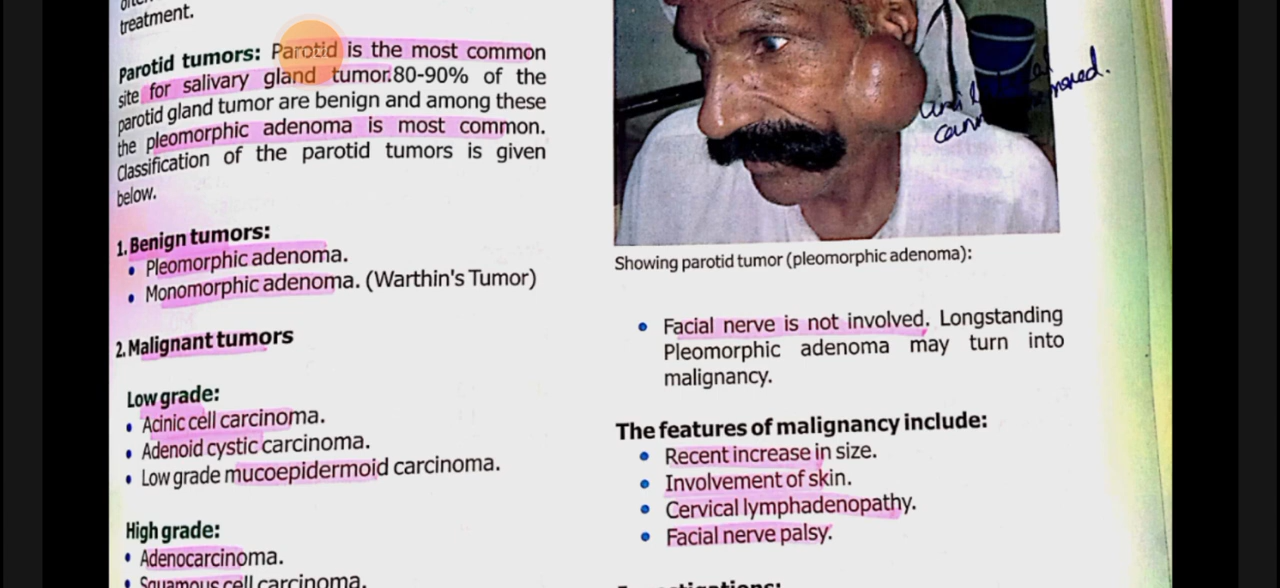 treatment.
Parotid tumors: Parotid is the most common
site for salivary gland tumor.80-90% of the
parotid gland tumor are benign and among these
the pleomorphic adenoma is most common.
Classification of the parotid tumors is given
below.
1. Benign tumors:
• Pleomorphic adenoma.
• Monomorphic adenoma. (Warthin's Tumor)
2. Malignant tumors
Low grade:
• Acinic cell carcinoma.
• Adenoid cystic carcinoma.
• Low grade mucoepidermoid carcinoma.
High grade:
• Adenocarcinoma.
• Squamous cell carcinoma.
Showing parotid tumor (pleomorphic adenoma):
• Facial nerve is not involved. Longstanding
Pleomorphic adenoma may turn into
malignancy.
The features of malignancy include:
• Recent increase in size.
• Involvement of skin.
• Cervical lymphadenopathy.
• Facial nerve palsy.